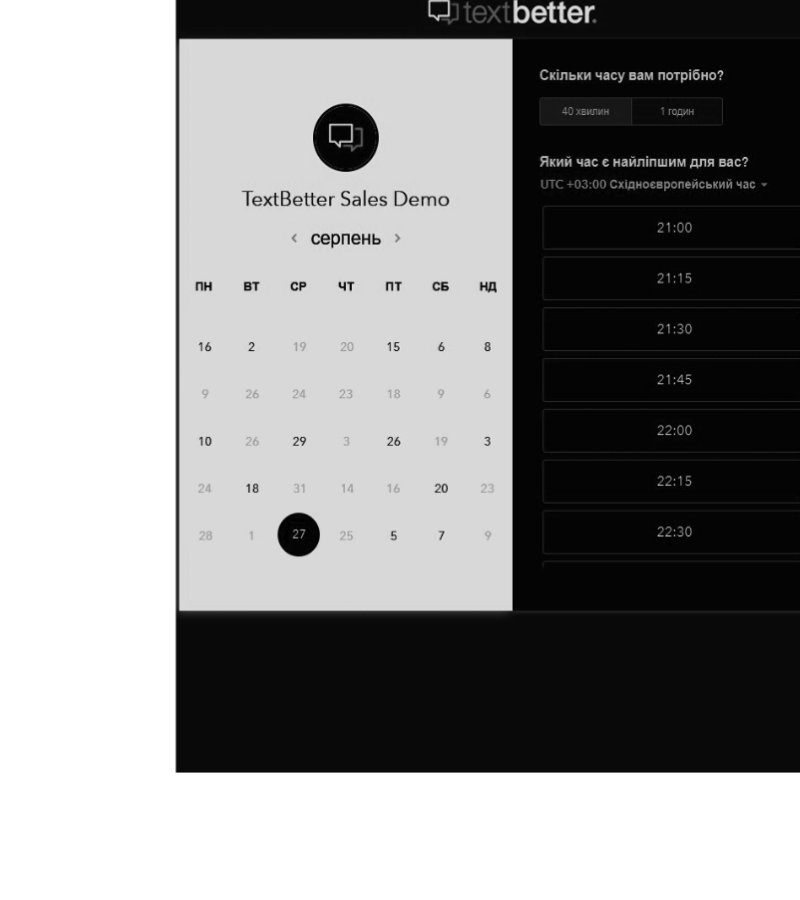 textbetter.
TextBetter Sales Demo
‹ серпень ›
ПН ВТ СР ЧТ ПТ СБ НД
16 2 19 20 15 6 8
9 26 24 23 18 9 6
10 26 29 3 26 19 3
24 18 31 14 16 20 23
28 1 27 25 5 7 9
Скільки часу вам потрібно?
40 хвилин 1 годин
Який час є найліпшим для вас?
UTC +03:00 Східноєвропейський час
21:00
21:15
21:30
21:45
22:00
22:15
22:30